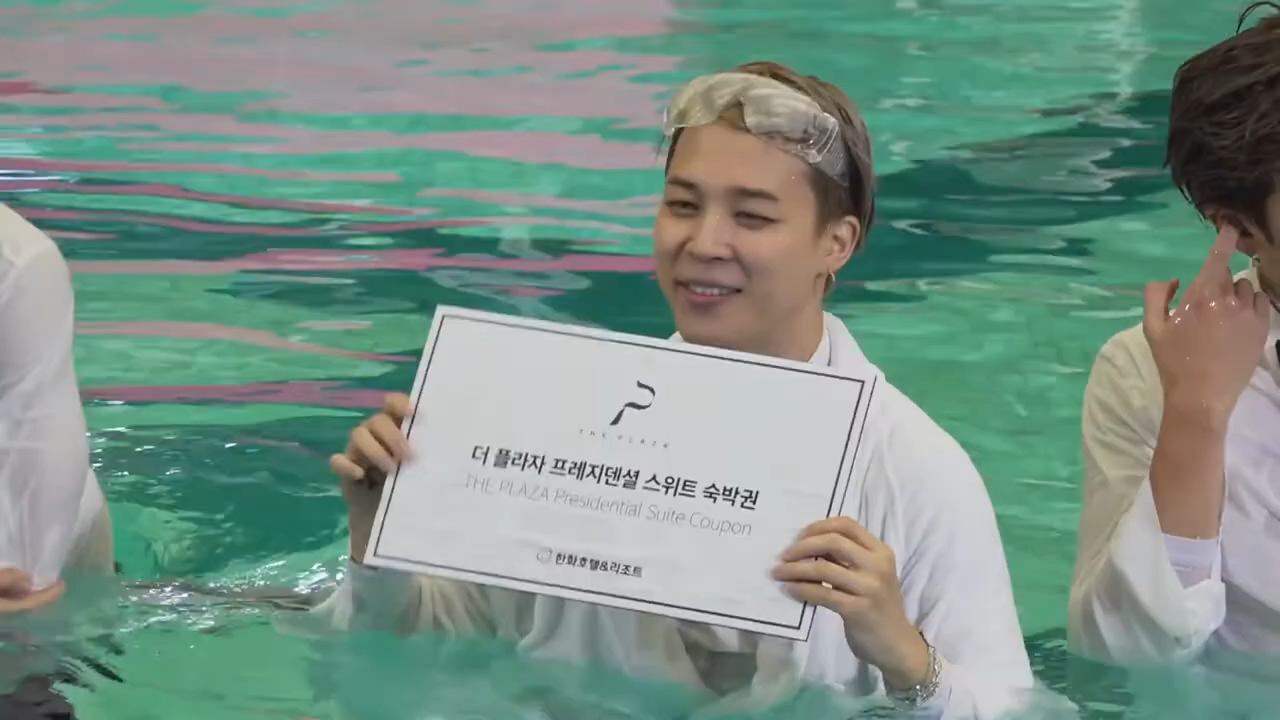 P
THE PLAZA
더 플라자 프레지덴셜 스위트 숙박권
THE PLAZA Presidential Suite Coupon
한화호텔&리조트